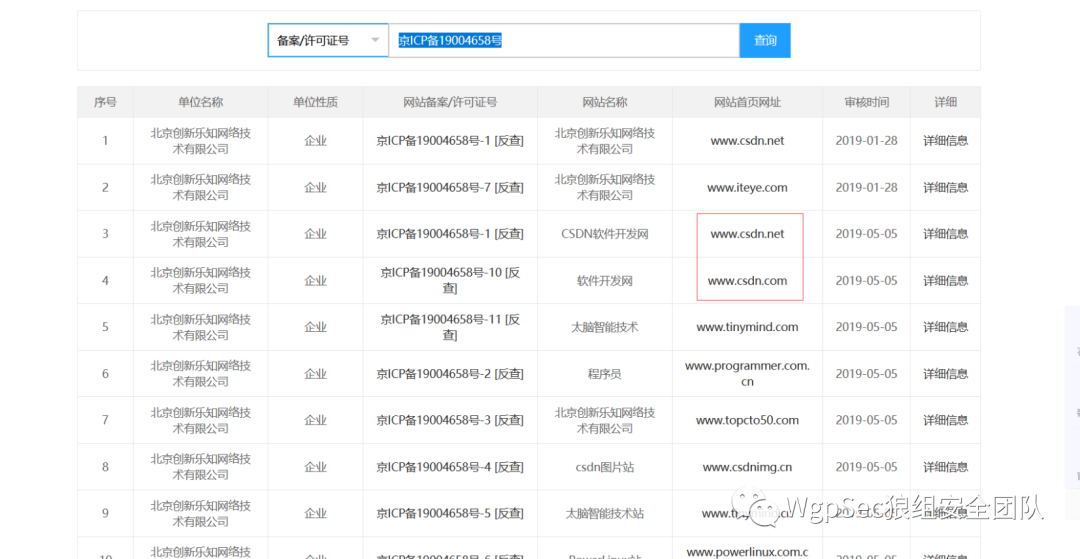 备案/许可证号 京ICP备19004658号 查询
序号 单位名称 单位性质 网站备案/许可证号 网站名称 网站首页网址 审核时间 详细
1 北京创新乐知网络技术有限公司 企业 京ICP备19004658号-1 [反查] 北京创新乐知网络技术有限公司 www.csdn.net 2019-01-28 详细信息
2 北京创新乐知网络技术有限公司 企业 京ICP备19004658号-7 [反查] 北京创新乐知网络技术有限公司 www.iteye.com 2019-01-28 详细信息
3 北京创新乐知网络技术有限公司 企业 京ICP备19004658号-1 [反查] CSDN软件开发网 www.csdn.net 2019-05-05 详细信息
4 北京创新乐知网络技术有限公司 企业 京ICP备19004658号-10 [反查] 软件开发网 www.csdn.com 2019-05-05 详细信息
5 北京创新乐知网络技术有限公司 企业 京ICP备19004658号-11 [反查] 太脑智能技术 www.tinymind.com 2019-05-05 详细信息
6 北京创新乐知网络技术有限公司 企业 京ICP备19004658号-2 [反查] 程序员 www.programmer.com.cn 2019-05-05 详细信息
7 北京创新乐知网络技术有限公司 企业 京ICP备19004658号-3 [反查] 北京创新乐知网络技术有限公司 www.topcto50.com 2019-05-05 详细信息
8 北京创新乐知网络技术有限公司 企业 京ICP备19004658号-4 [反查] csdn图片站 www.csdnimg.cn 2019-05-05 详细信息
9 北京创新乐知网络技术有限公司 企业 京ICP备19004658号-5 [反查] 太脑智能技术站
WgpSec狼组安全团队
北京创新乐知网络技 www.powerlinux.com.c